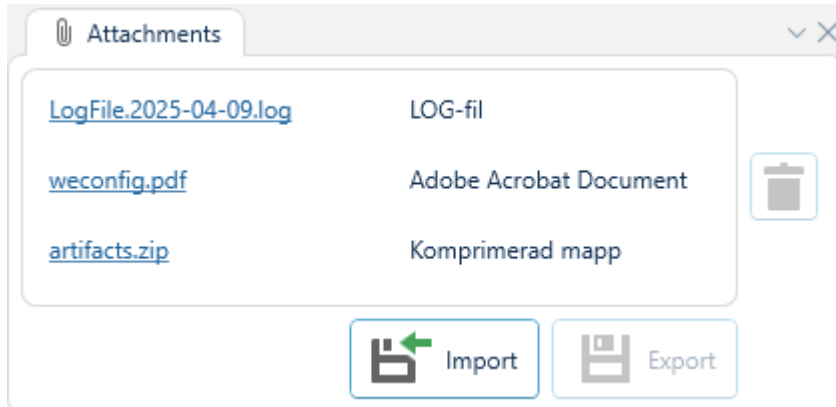 Attachments
LogFile.2025-04-09.log LOG-fil
weconfig.pdf Adobe Acrobat Document
artifacts.zip Komprimerad mapp
Import Export